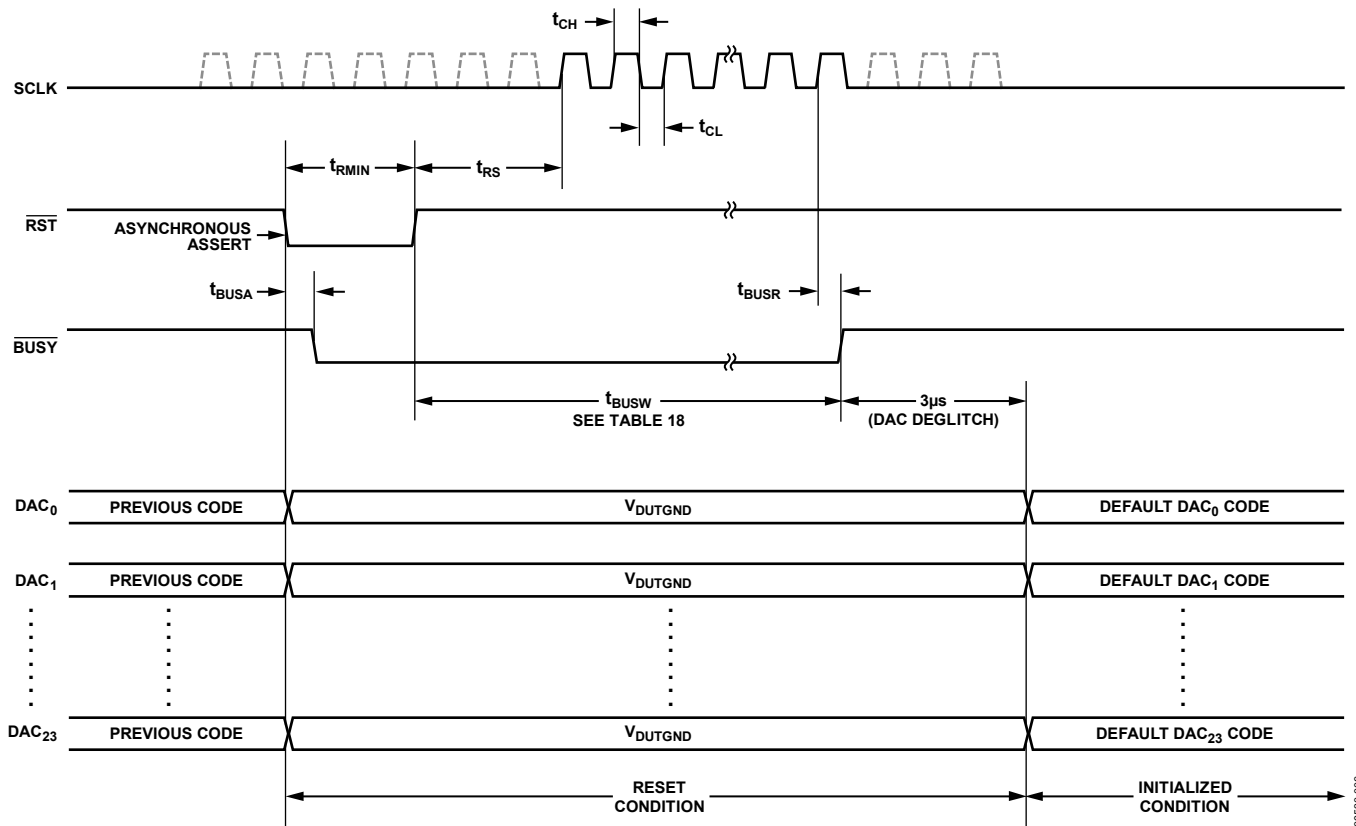 tCH
SCLK
tCL
tRMIN
tRS
RST
ASYNCHRONOUS
ASSERT
tBUSA
tBUSR
BUSY
tBUSW
SEE TABLE 18
3µs
(DAC DEGLITCH)
DAC0
PREVIOUS CODE
VDUTGND
DEFAULT DAC0 CODE
DAC1
PREVIOUS CODE
VDUTGND
DEFAULT DAC1 CODE
DAC23
PREVIOUS CODE
VDUTGND
DEFAULT DAC23 CODE
RESET
CONDITION
INITIALIZED
CONDITION